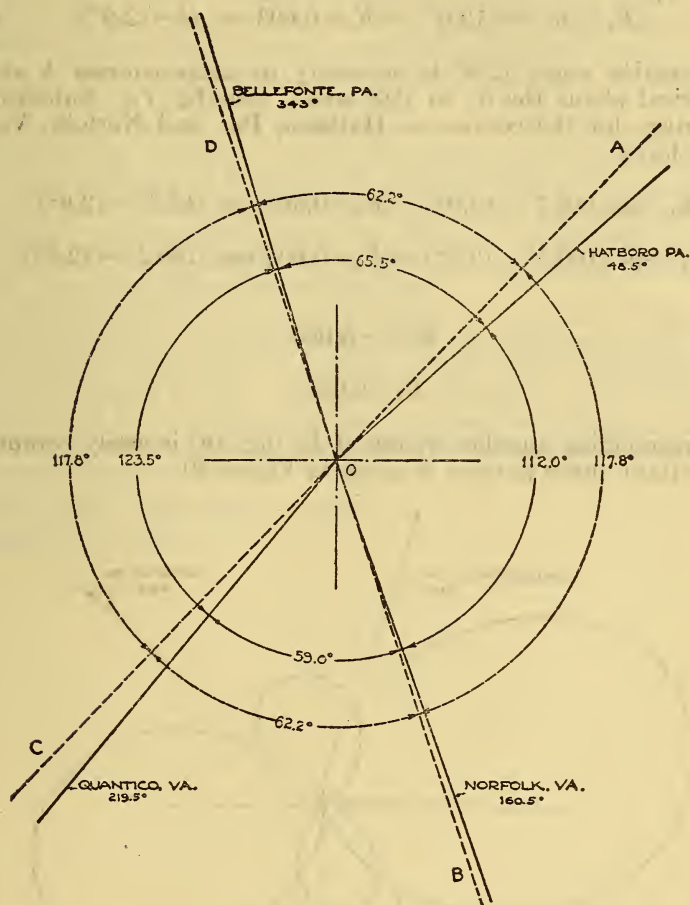 BELLEFONTE, PA.
343°
D
A
62.2°
65.5°
HATBORO PA.
48.5°
O
117.8°
123.5°
112.0°
117.8°
59.0°
62.2°
C
QUANTICO, VA.
219.5°
NORFOLK, VA.
160.5°
B